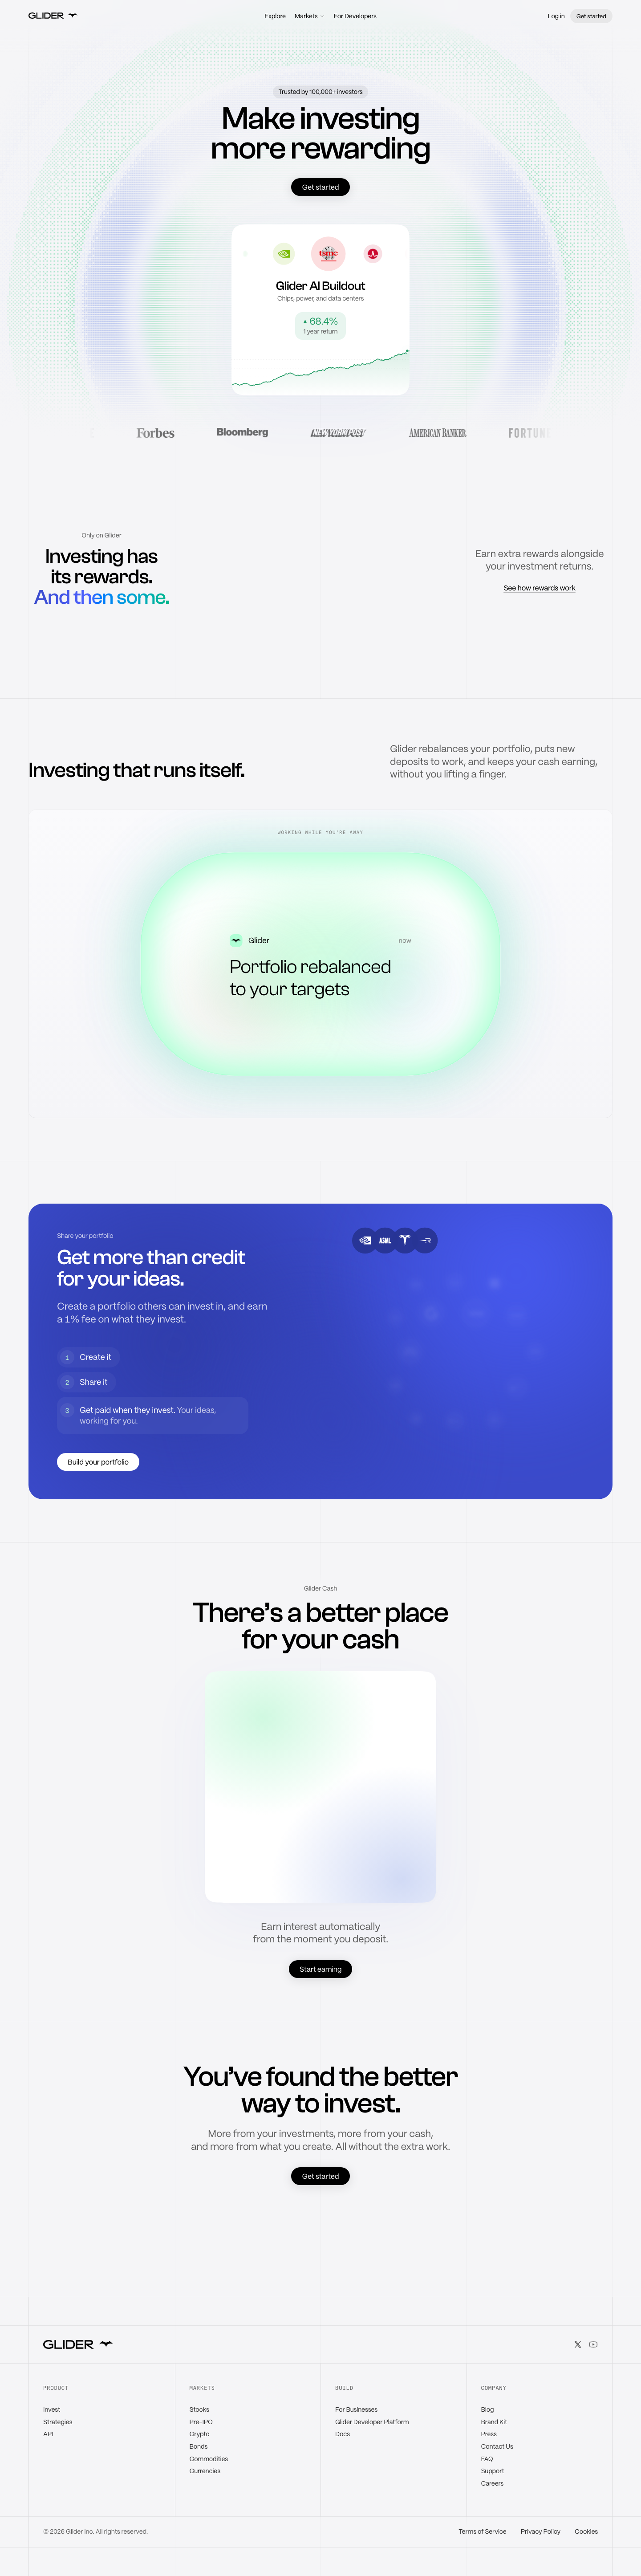 GLIDER
Explore
Markets
For Developers
Log in
Get started
Trusted by 100,000+ investors
Make investing
more rewarding
Get started
tsmc
Glider AI Buildout
Chips, power, and data centers
▲ 68.4%
1 year return
Forbes
Bloomberg
NEW YORK POST
AMERICAN BANKER
FORTUNE
Only on Glider
Investing has
its rewards.
And then some.
Earn extra rewards alongside
your investment returns.
See how rewards work
Investing that runs itself.
Glider rebalances your portfolio, puts new
deposits to work, and keeps your cash earning,
without you lifting a finger.
WORKING WHILE YOU'RE AWAY
Glider
now
Portfolio rebalanced
to your targets
Share your portfolio
Get more than credit
for your ideas.
Create a portfolio others can invest in, and earn
a 1% fee on what they invest.
1 Create it
2 Share it
3 Get paid when they invest. Your ideas,
working for you.
Build your portfolio
ASML
Glider Cash
There's a better place
for your cash
Earn interest automatically
from the moment you deposit.
Start earning
You've found the better
way to invest.
More from your investments, more from your cash,
and more from what you create. All without the extra work.
Get started
GLIDER
PRODUCT
Invest
Strategies
API
MARKETS
Stocks
Pre-IPO
Crypto
Bonds
Commodities
Currencies
BUILD
For Businesses
Glider Developer Platform
Docs
COMPANY
Blog
Brand Kit
Press
Contact Us
FAQ
Support
Careers
© 2026 Glider Inc. All rights reserved.
Terms of Service
Privacy Policy
Cookies